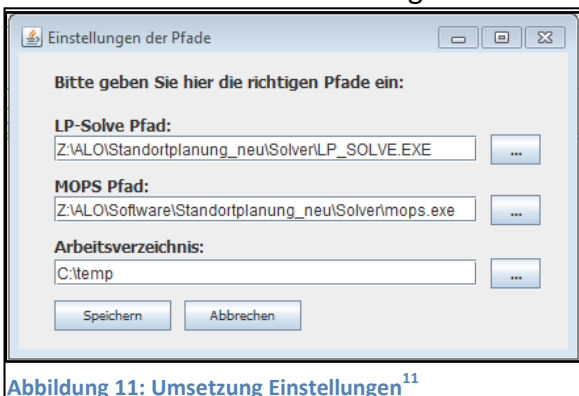 Einstellungen der Pfade
Bitte geben Sie hier die richtigen Pfade ein:
LP-Solve Pfad:
Z:\ALO\Standortplanung_neu\Solver\LP_SOLVE.EXE
...
MOPS Pfad:
Z:\ALO\Software\Standortplanung_neu\Solver\mops.exe
...
Arbeitsverzeichnis:
C:\temp
...
Speichern Abbrechen
Abbildung 11: Umsetzung Einstellungen11